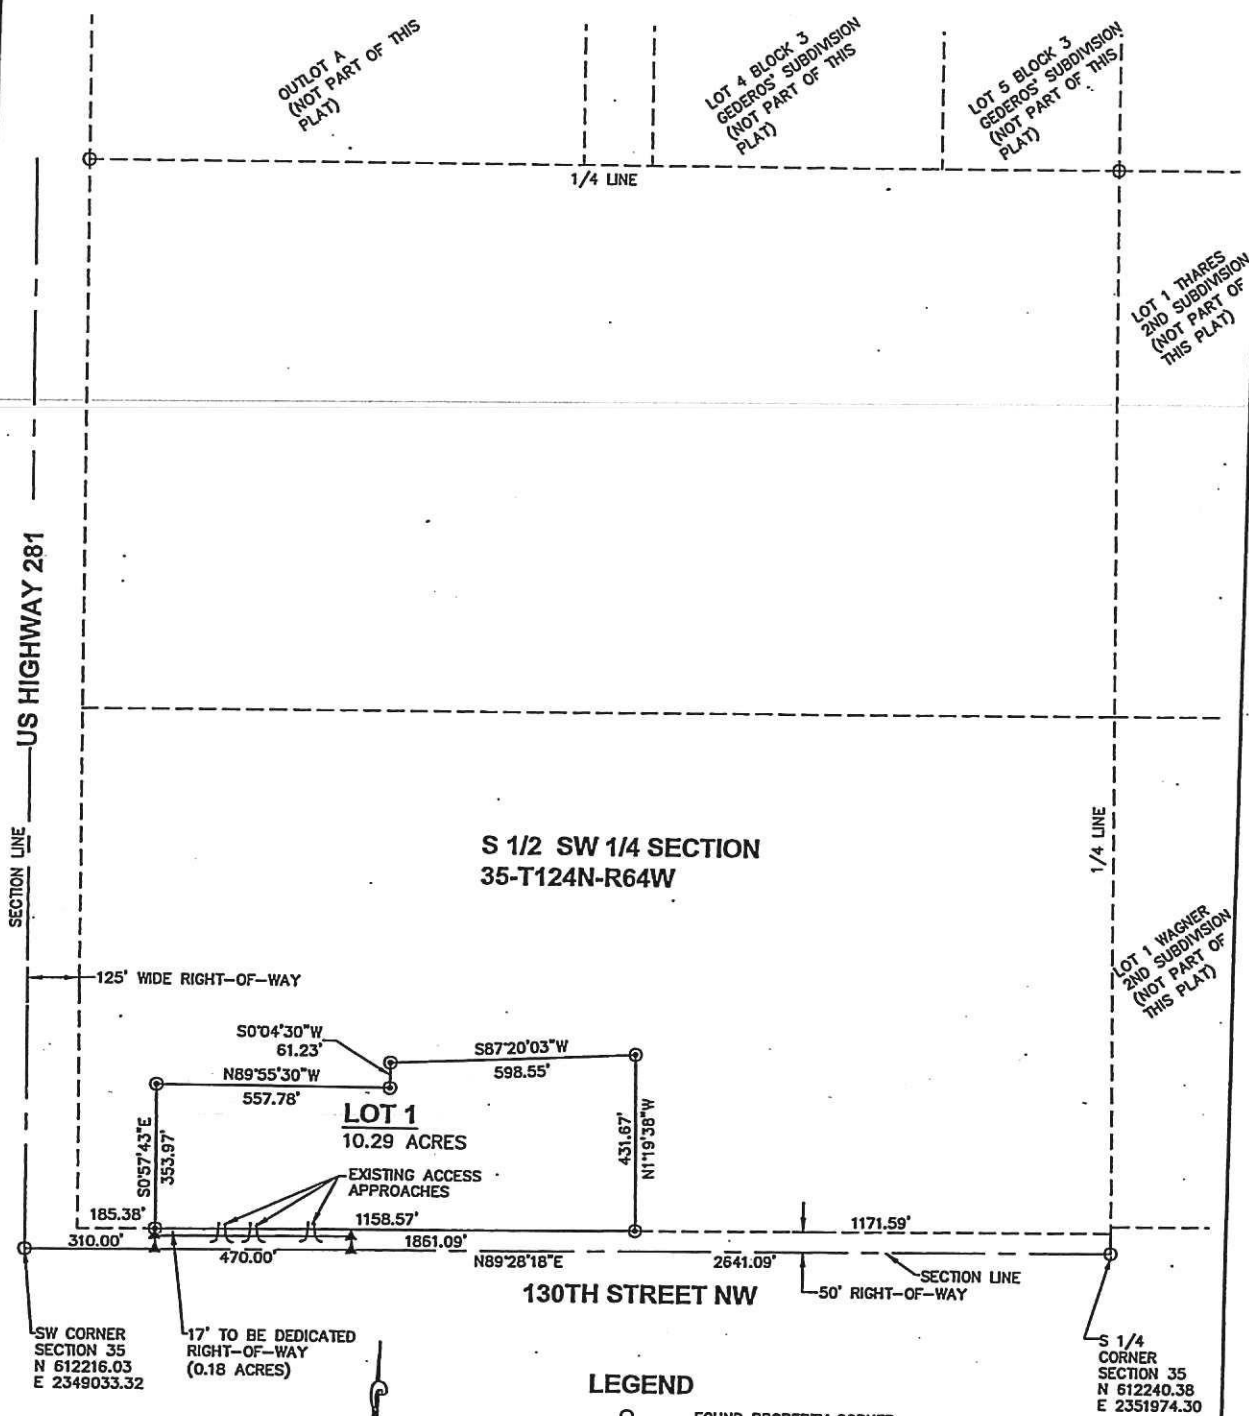 OUTLOT A
(NOT PART OF THIS
PLAT)
LOT 4 BLOCK 3
GEDEROS' SUBDIVISION
(NOT PART OF THIS
PLAT)
LOT 5 BLOCK 3
GEDEROS' SUBDIVISION
(NOT PART OF THIS
PLAT)
1/4 LINE
LOT 1 THARES
2ND SUBDIVISION
(NOT PART OF
THIS PLAT)
US HIGHWAY 281
SECTION LINE
S 1/2 SW 1/4 SECTION
35-T124N-R64W
1/4 LINE
LOT 1 WAGNER
2ND SUBDIVISION
(NOT PART OF
THIS PLAT)
125' WIDE RIGHT-OF-WAY
S0°04'30"W
61.23'
S87°20'03"W
598.55'
N89°55'30"W
557.78'
LOT 1
10.29 ACRES
S0°57'43"E
353.97'
431.67'
N1°19'38"W
EXISTING ACCESS
APPROACHES
185.38'
1158.57'
1171.59'
310.00'
470.00'
1861.09'
N89°28'18"E
2641.09'
SECTION LINE
130TH STREET NW
50' RIGHT-OF-WAY
SW CORNER
SECTION 35
N 612216.03
E 2349033.32
17' TO BE DEDICATED
RIGHT-OF-WAY
(0.18 ACRES)
S 1/4
CORNER
SECTION 35
N 612240.38
E 2351974.30
LEGEND
FOUND PROPERTY CORNER